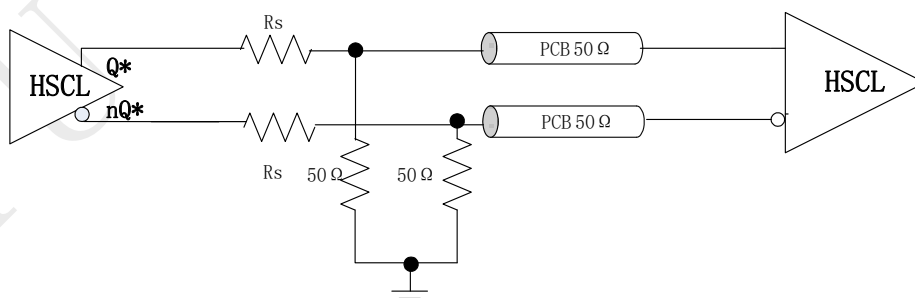 Rs
Q*
HSCL
nQ*
PCB 50 Ω
HSCL
PCB 50 Ω
Rs
50 Ω
50 Ω